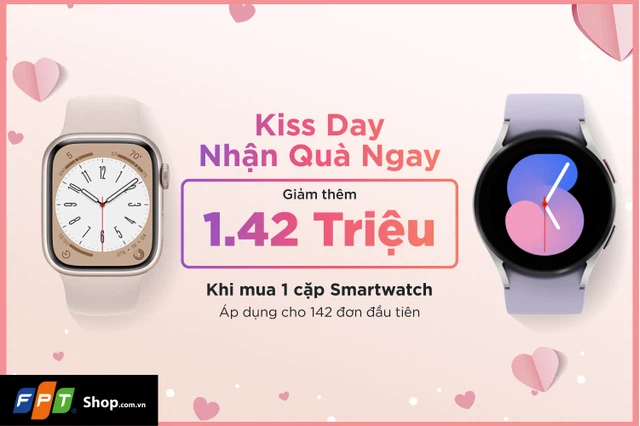 Kiss Day
Nhận Quà Ngay
Giảm thêm
1.42 Triệu
Khi mua 1 cặp Smartwatch
Áp dụng cho 142 đơn đầu tiên
FPT Shop.com.vn